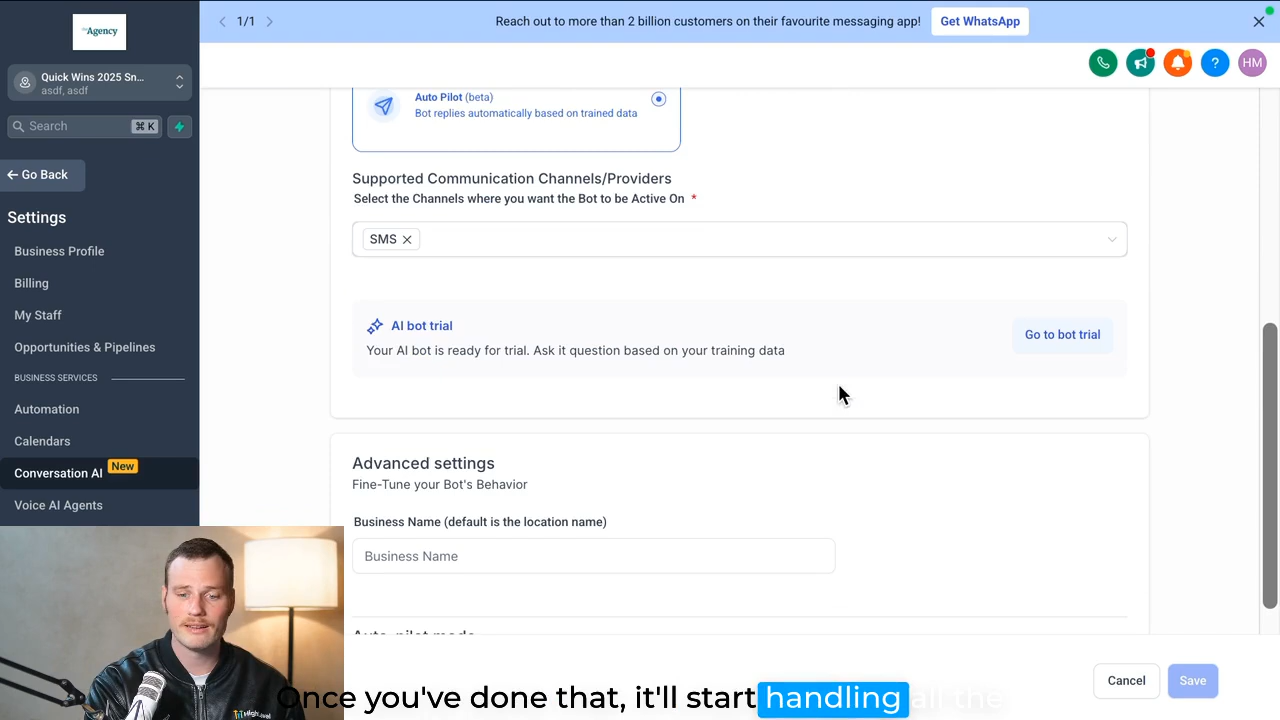 1/1
Reach out to more than 2 billion customers on their favourite messaging app!
Get WhatsApp
Agency
Quick Wins 2025 Sn...
asdf, asdf
Search
⌘ K
Go Back
HM
Settings
Business Profile
Billing
My Staff
Opportunities & Pipelines
BUSINESS SERVICES
Automation
Calendars
Conversation AI
New
Voice AI Agents
Auto Pilot (beta)
Bot replies automatically based on trained data
Supported Communication Channels/Providers
Select the Channels where you want the Bot to be Active On *
SMS
AI bot trial
Your AI bot is ready for trial. Ask it question based on your training data
Go to bot trial
Advanced settings
Fine-Tune your Bot's Behavior
Business Name (default is the location name)
Business Name
Auto-pilot mode
Cancel
Save
Once you've done that, it'll start handling all the